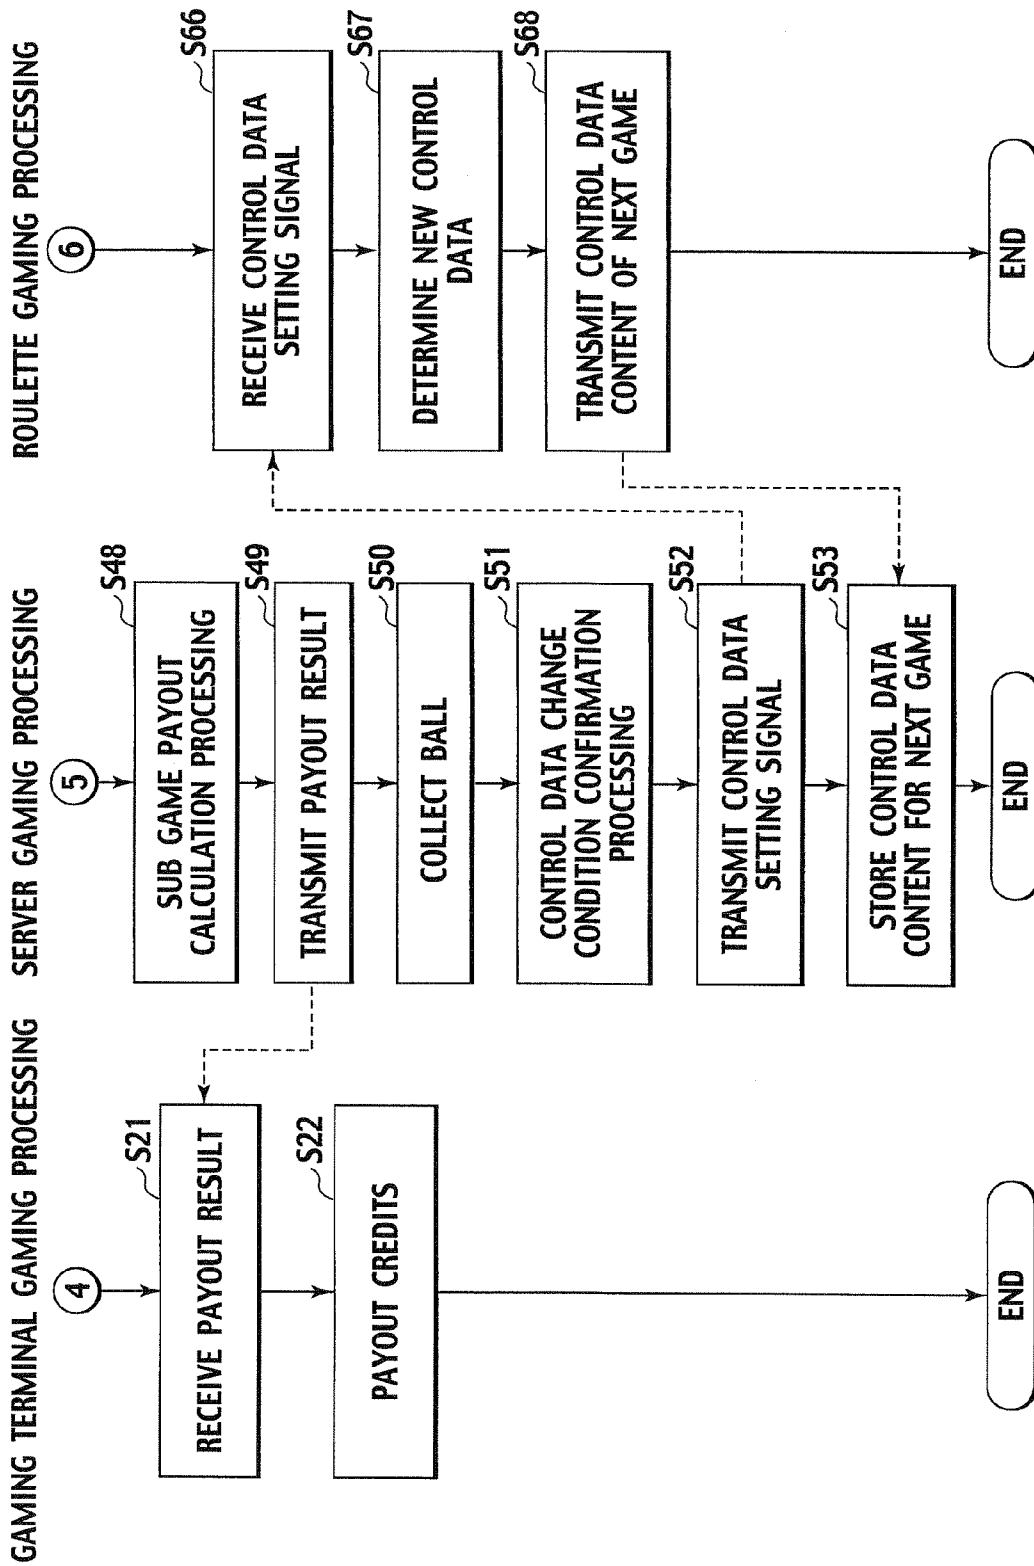 GAMING TERMINAL GAMING PROCESSING
4
S21
RECEIVE PAYOUT RESULT
S22
PAYOUT CREDITS
END
SERVER GAMING PROCESSING
5
S48
SUB GAME PAYOUT
CALCULATION PROCESSING
S49
TRANSMIT PAYOUT RESULT
S50
COLLECT BALL
S51
CONTROL DATA CHANGE
CONDITION CONFIRMATION
PROCESSING
S52
TRANSMIT CONTROL DATA
SETTING SIGNAL
S53
STORE CONTROL DATA
CONTENT FOR NEXT GAME
END
ROULETTE GAMING PROCESSING
6
S66
RECEIVE CONTROL DATA
SETTING SIGNAL
S67
DETERMINE NEW CONTROL
DATA
S68
TRANSMIT CONTROL DATA
CONTENT OF NEXT GAME
END